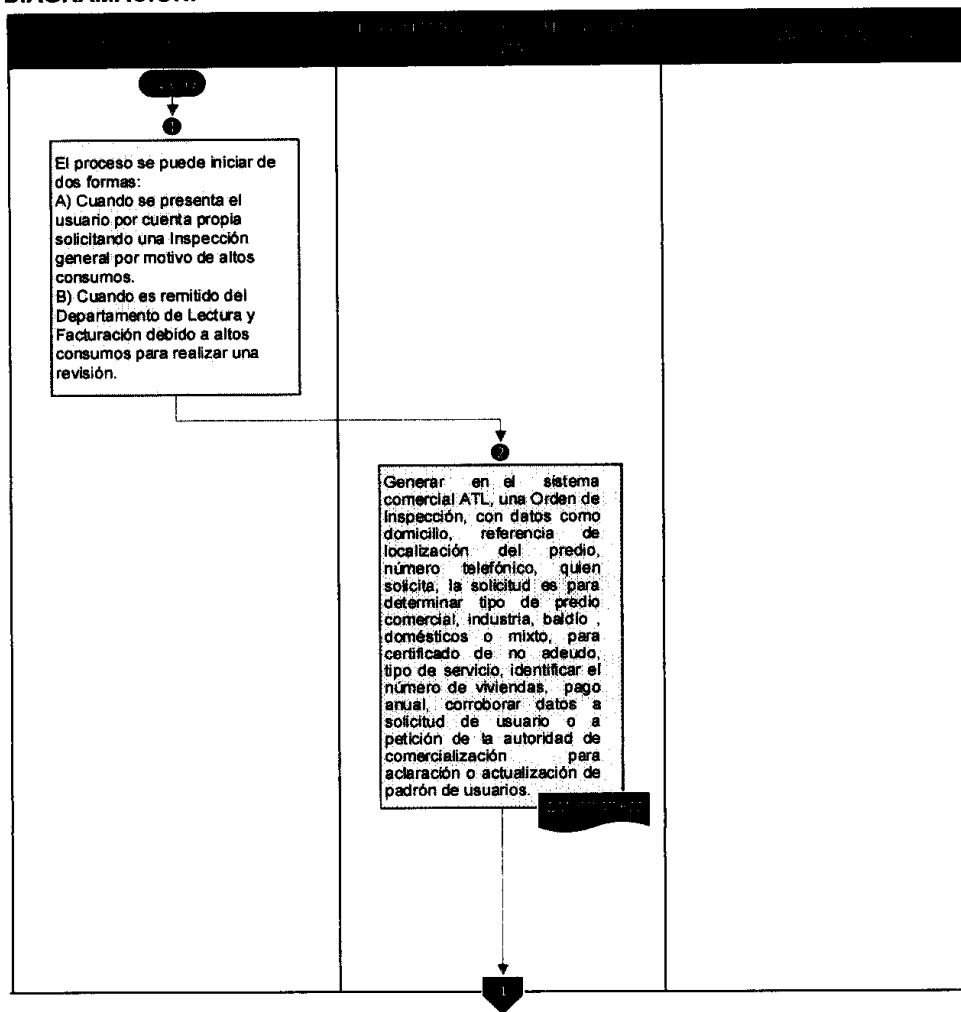 1
El proceso se puede iniciar de
dos formas:
A) Cuando se presenta el
usuario por cuenta propia
solicitando una Inspección
general por motivo de altos
consumos.
B) Cuando es remitido del
Departamento de Lectura y
Facturación debido a altos
consumos para realizar una
revisión.
2
Generar en el sistema
comercial ATL, una Orden de
Inspección, con datos como
domicilio, referencia de
localización del predio,
número telefónico, quien
solicita, la solicitud es para
determinar tipo de predio
comercial, industria, baldío ,
domésticos o mixto, para
certificado de no adeudo,
tipo de servicio, identificar el
número de viviendas, pago
anual, corroborar datos a
solicitud de usuario o a
petición de la autoridad de
comercialización para
aclaración o actualización de
padrón de usuarios.
1